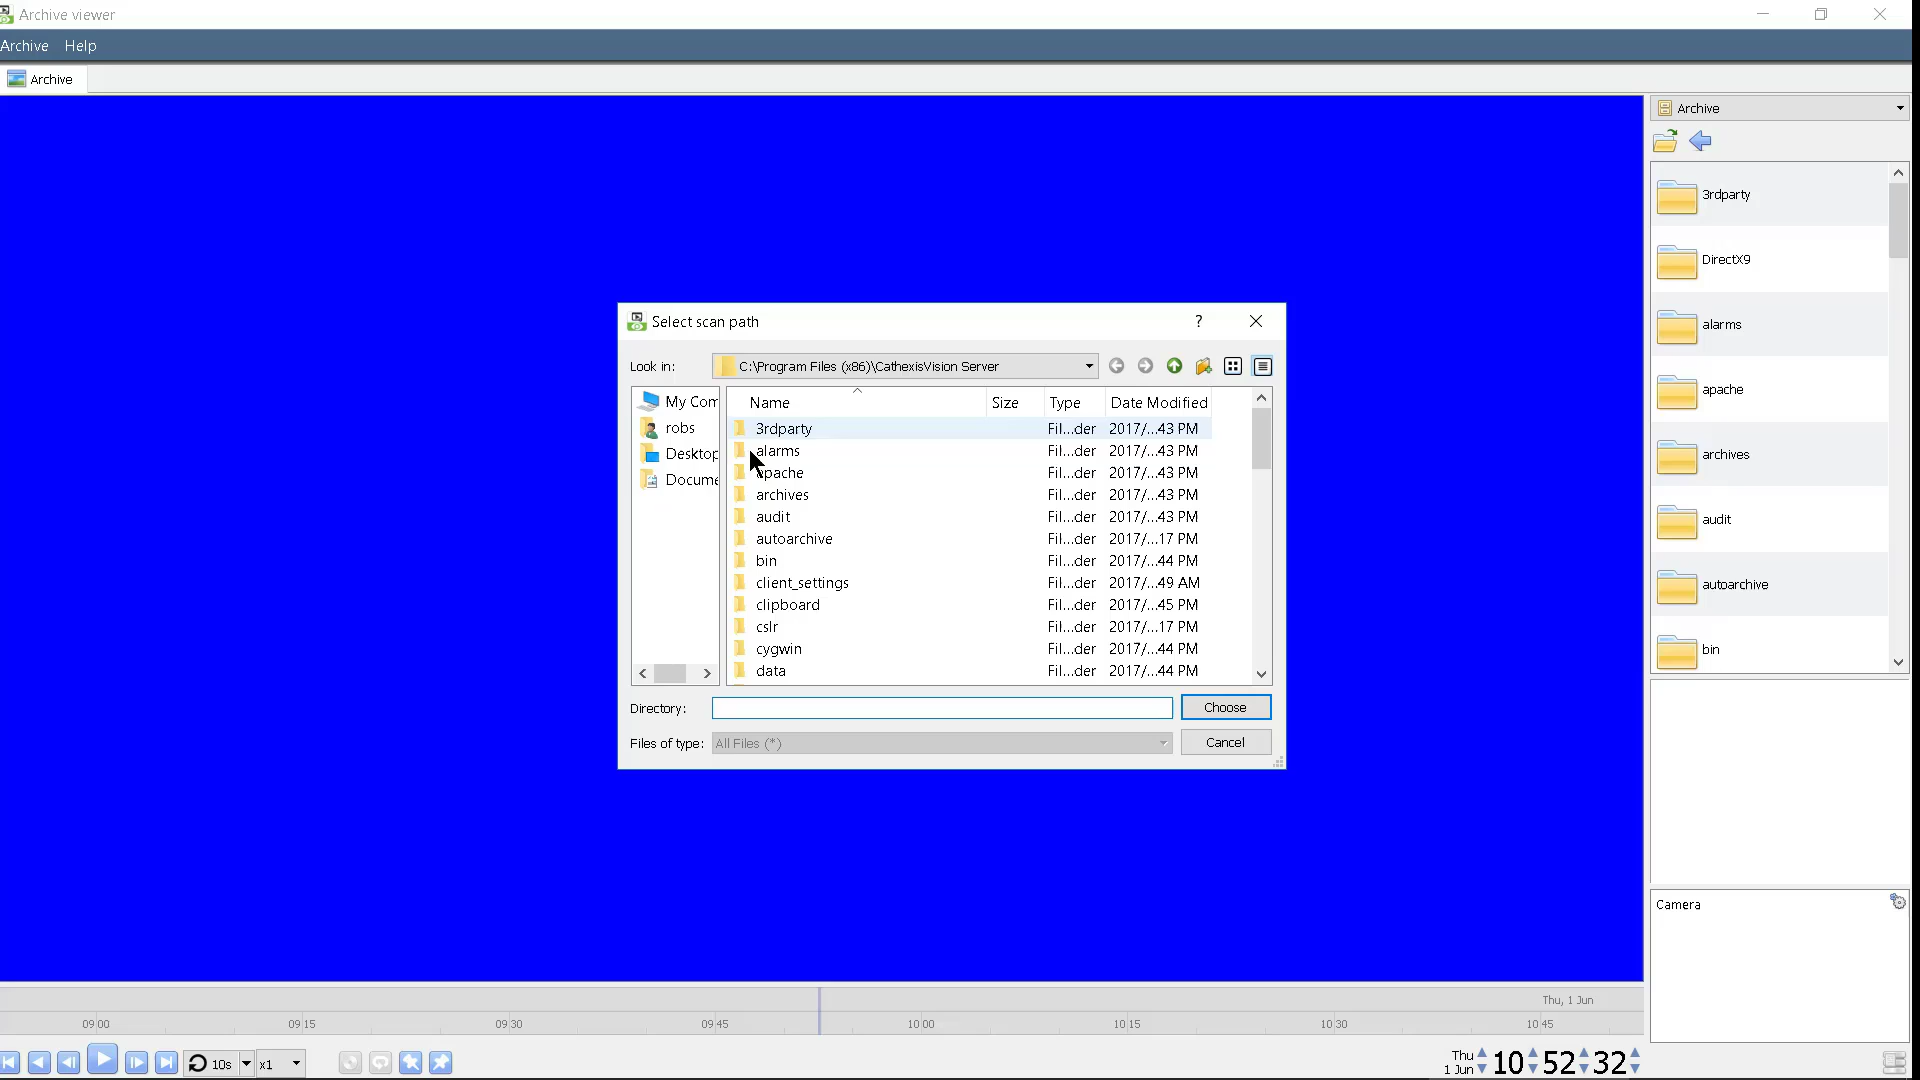 Archive viewer
Archive Help
Archive
Archive
3rdparty
DirectX9
alarms
apache
archives
audit
autoarchive
bin
Select scan path
?
Look in: C:\Program Files (x86)\CathexisVision Server
My Com
robs
Desktop
Docume
Name Size Type Date Modified
3rdparty Fil...der 2017/...43 PM
alarms Fil...der 2017/...43 PM
apache Fil...der 2017/...43 PM
archives Fil...der 2017/...43 PM
audit Fil...der 2017/...43 PM
autoarchive Fil...der 2017/...17 PM
bin Fil...der 2017/...44 PM
client_settings Fil...der 2017/...49 AM
clipboard Fil...der 2017/...45 PM
cslr Fil...der 2017/...17 PM
cygwin Fil...der 2017/...44 PM
data Fil...der 2017/...44 PM
Directory: Choose
Files of type: All Files (*) Cancel
Camera
Thu, 1 Jun
09:00 09:15 09:30 09:45 10:00 10:15 10:30 10:45
10s x1
Thu 1 Jun 10 52 32